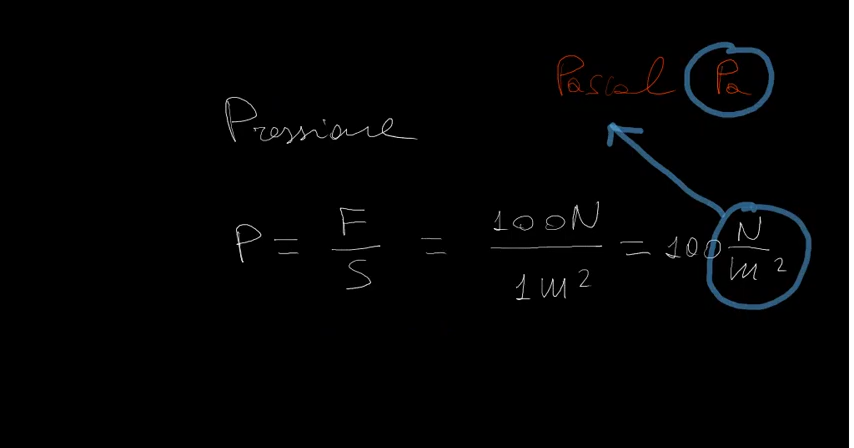 Pascal Pa
Pressione
P = F/S = 100N/1m² = 100 N/m²